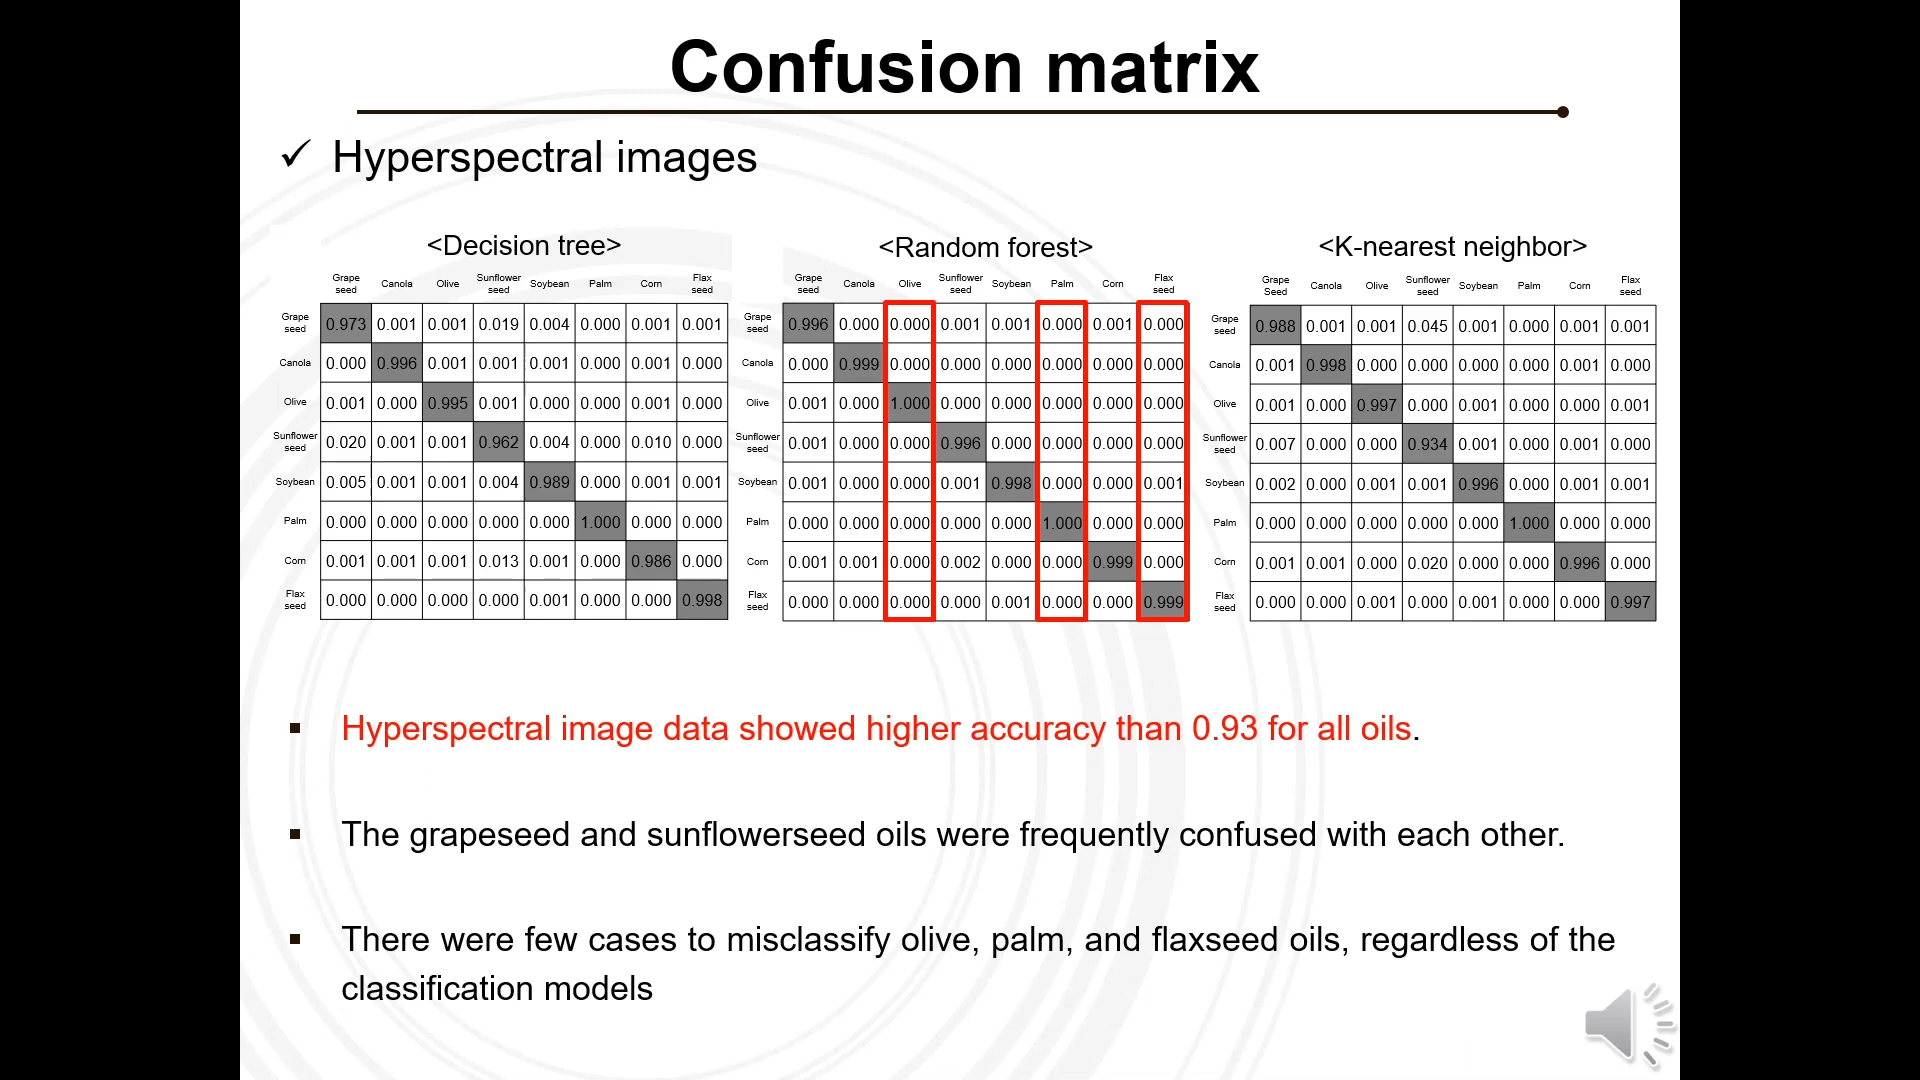 Confusion matrix
✓ Hyperspectral images
<Decision tree>
Grape seed Canola Olive Sunflower seed Soybean Palm Corn Flax seed
Grape seed 0.973 0.001 0.001 0.019 0.004 0.000 0.001 0.001
Canola 0.000 0.996 0.001 0.001 0.001 0.000 0.001 0.000
Olive 0.001 0.000 0.995 0.001 0.000 0.000 0.001 0.000
Sunflower seed 0.020 0.001 0.001 0.962 0.004 0.000 0.010 0.000
Soybean 0.005 0.001 0.001 0.004 0.989 0.000 0.001 0.001
Palm 0.000 0.000 0.000 0.000 0.000 1.000 0.000 0.000
Corn 0.001 0.001 0.001 0.013 0.001 0.000 0.986 0.000
Flax seed 0.000 0.000 0.000 0.000 0.001 0.000 0.000 0.998
<Random forest>
Grape seed Canola Olive Sunflower seed Soybean Palm Corn Flax seed
Grape seed 0.996 0.000 0.000 0.001 0.001 0.000 0.001 0.000
Canola 0.000 0.999 0.000 0.000 0.000 0.000 0.000 0.000
Olive 0.001 0.000 1.000 0.000 0.000 0.000 0.000 0.000
Sunflower seed 0.001 0.000 0.000 0.996 0.000 0.000 0.000 0.000
Soybean 0.001 0.000 0.000 0.001 0.998 0.000 0.000 0.001
Palm 0.000 0.000 0.000 0.000 0.000 1.000 0.000 0.000
Corn 0.001 0.001 0.000 0.002 0.000 0.000 0.999 0.000
Flax seed 0.000 0.000 0.000 0.000 0.001 0.000 0.000 0.999
<K-nearest neighbor>
Grape Seed Canola Olive Sunflower seed Soybean Palm Corn Flax seed
Grape seed 0.988 0.001 0.001 0.045 0.001 0.000 0.001 0.001
Canola 0.001 0.998 0.000 0.000 0.000 0.000 0.001 0.000
Olive 0.001 0.000 0.997 0.000 0.001 0.000 0.000 0.001
Sunflower seed 0.007 0.000 0.000 0.934 0.001 0.000 0.001 0.000
Soybean 0.002 0.000 0.001 0.001 0.996 0.000 0.001 0.001
Palm 0.000 0.000 0.000 0.000 0.000 1.000 0.000 0.000
Corn 0.001 0.001 0.000 0.020 0.000 0.000 0.996 0.000
Flax seed 0.000 0.000 0.001 0.000 0.001 0.000 0.000 0.997
▪ Hyperspectral image data showed higher accuracy than 0.93 for all oils.
▪ The grapeseed and sunflowerseed oils were frequently confused with each other.
▪ There were few cases to misclassify olive, palm, and flaxseed oils, regardless of the
classification models